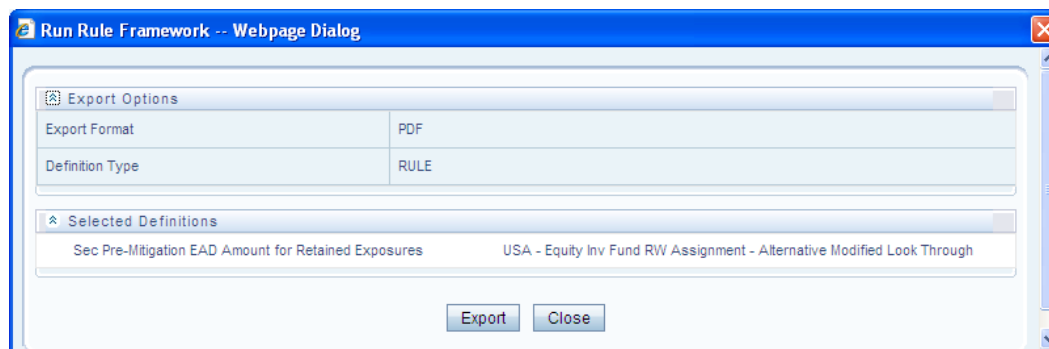 Run Rule Framework -- Webpage Dialog
Export Options
Export Format PDF
Definition Type RULE
Selected Definitions
Sec Pre-Mitigation EAD Amount for Retained Exposures USA - Equity Inv Fund RW Assignment - Alternative Modified Look Through
Export Close